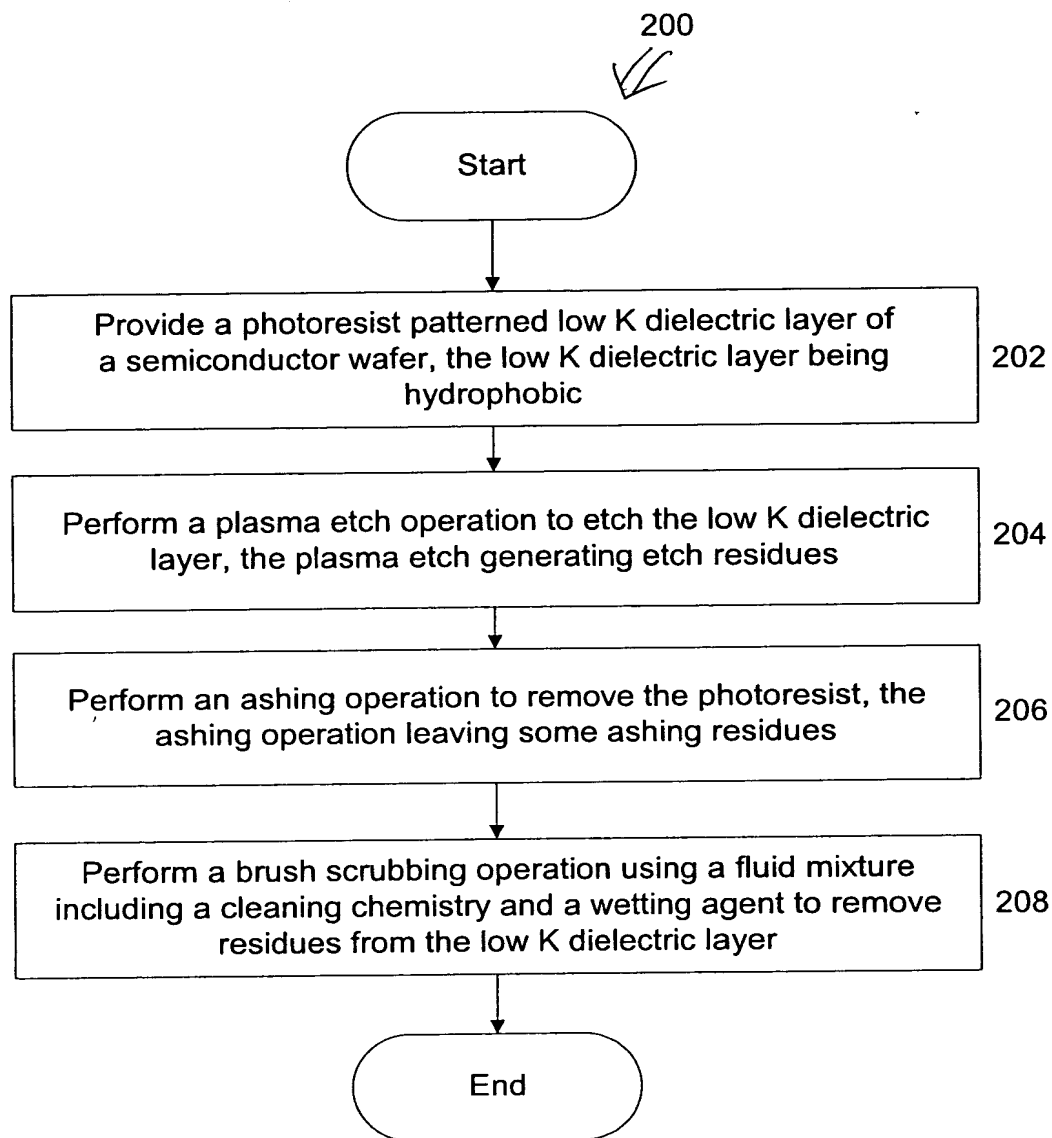 200
Start
Provide a photoresist patterned low K dielectric layer of
a semiconductor wafer, the low K dielectric layer being
hydrophobic
202
Perform a plasma etch operation to etch the low K dielectric
layer, the plasma etch generating etch residues
204
Perform an ashing operation to remove the photoresist, the
ashing operation leaving some ashing residues
206
Perform a brush scrubbing operation using a fluid mixture
including a cleaning chemistry and a wetting agent to remove
residues from the low K dielectric layer
208
End